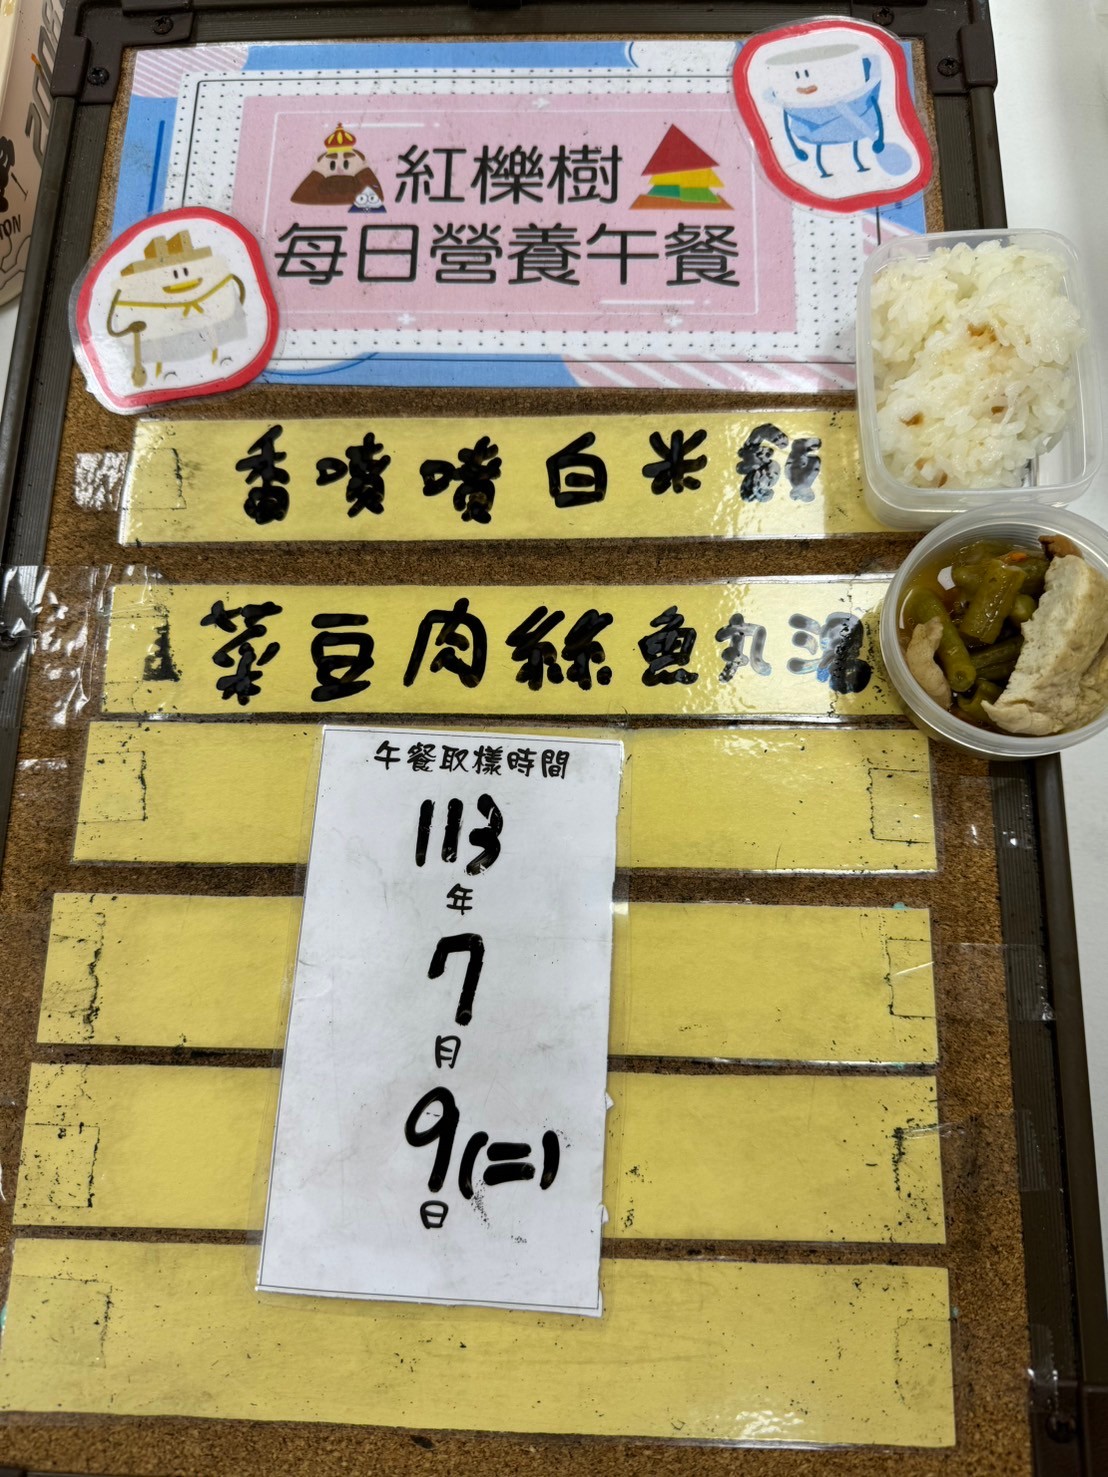 紅櫟樹
每日營養午餐
香噴噴白米飯
菜豆肉絲魚丸湯
午餐取樣時間
113
年
7
月
9(二)
日